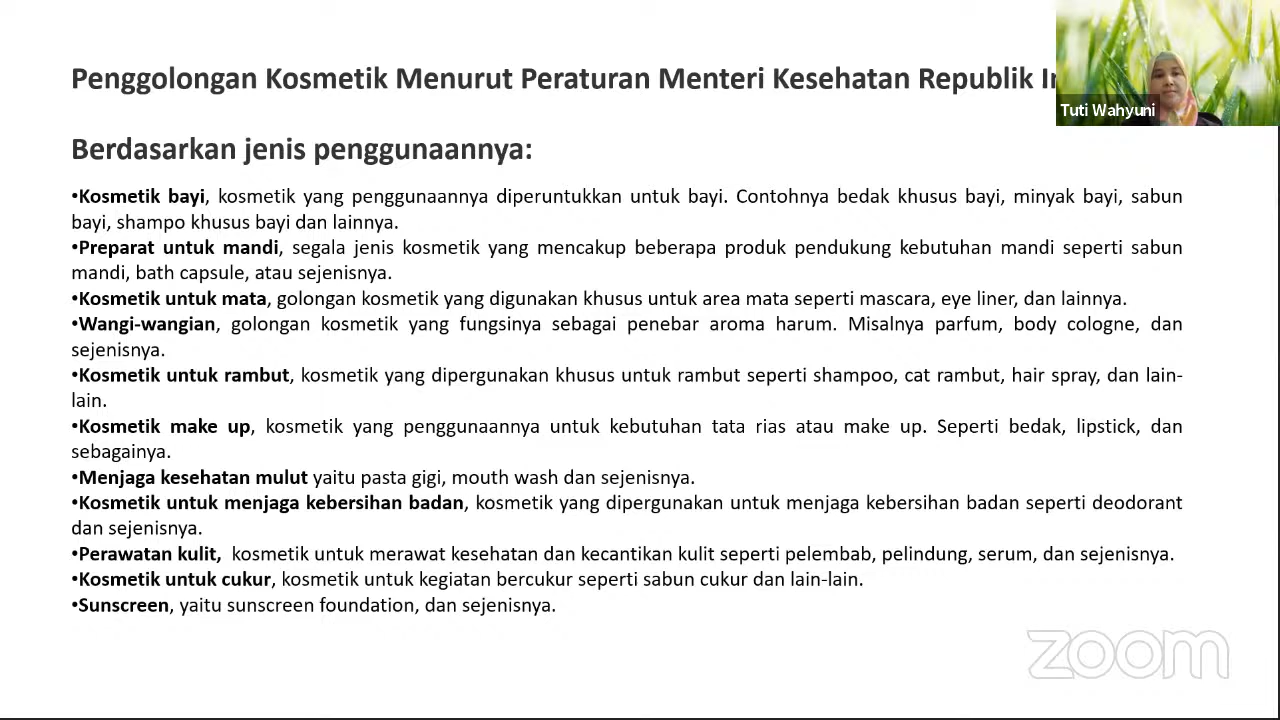 Penggolongan Kosmetik Menurut Peraturan Menteri Kesehatan Republik
Tuti Wahyuni
Berdasarkan jenis penggunaannya:
•Kosmetik bayi, kosmetik yang penggunaannya diperuntukkan untuk bayi. Contohnya bedak khusus bayi, minyak bayi, sabun
bayi, shampo khusus bayi dan lainnya.
•Preparat untuk mandi, segala jenis kosmetik yang mencakup beberapa produk pendukung kebutuhan mandi seperti sabun
mandi, bath capsule, atau sejenisnya.
•Kosmetik untuk mata, golongan kosmetik yang digunakan khusus untuk area mata seperti mascara, eye liner, dan lainnya.
•Wangi-wangian, golongan kosmetik yang fungsinya sebagai penebar aroma harum. Misalnya parfum, body cologne, dan
sejenisnya.
•Kosmetik untuk rambut, kosmetik yang dipergunakan khusus untuk rambut seperti shampoo, cat rambut, hair spray, dan lain-
lain.
•Kosmetik make up, kosmetik yang penggunaannya untuk kebutuhan tata rias atau make up. Seperti bedak, lipstick, dan
sebagainya.
•Menjaga kesehatan mulut yaitu pasta gigi, mouth wash dan sejenisnya.
•Kosmetik untuk menjaga kebersihan badan, kosmetik yang dipergunakan untuk menjaga kebersihan badan seperti deodorant
dan sejenisnya.
•Perawatan kulit, kosmetik untuk merawat kesehatan dan kecantikan kulit seperti pelembab, pelindung, serum, dan sejenisnya.
•Kosmetik untuk cukur, kosmetik untuk kegiatan bercukur seperti sabun cukur dan lain-lain.
•Sunscreen, yaitu sunscreen foundation, dan sejenisnya.
zoom